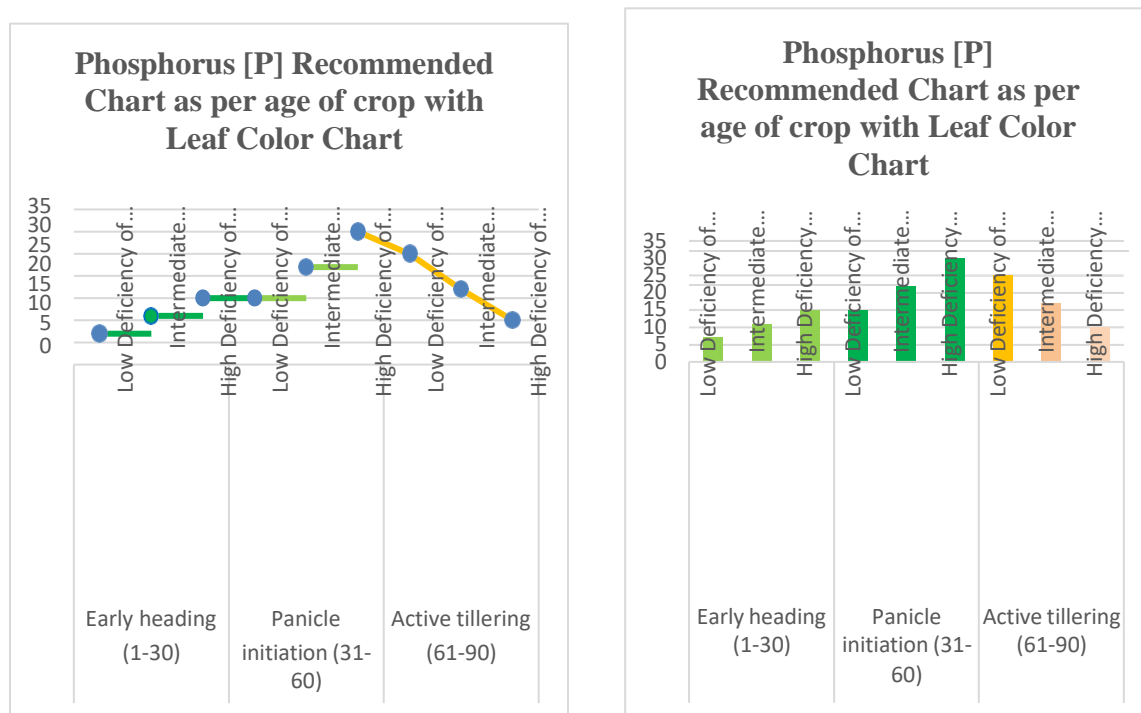 Phosphorus [P] Recommended
Chart as per age of crop with
Leaf Color Chart
35
30
25
20
15
10
5
0
Low Deficiency of…
Intermediate…
High Deficiency of…
Low Deficiency of…
Intermediate…
High Deficiency of…
Low Deficiency of…
Intermediate…
High Deficiency of…
Early heading
(1-30)
Panicle
initiation (31-
60)
Active tillering
(61-90)
Phosphorus [P]
Recommended Chart as per
age of crop with Leaf Color
Chart
35
30
25
20
15
10
5
0
Low Deficiency of…
Intermediate…
High Deficiency…
Low Deficiency of…
Intermediate…
High Deficiency…
Low Deficiency of…
Intermediate…
High Deficiency…
Early heading
(1-30)
Panicle
initiation (31-
60)
Active tillering
(61-90)